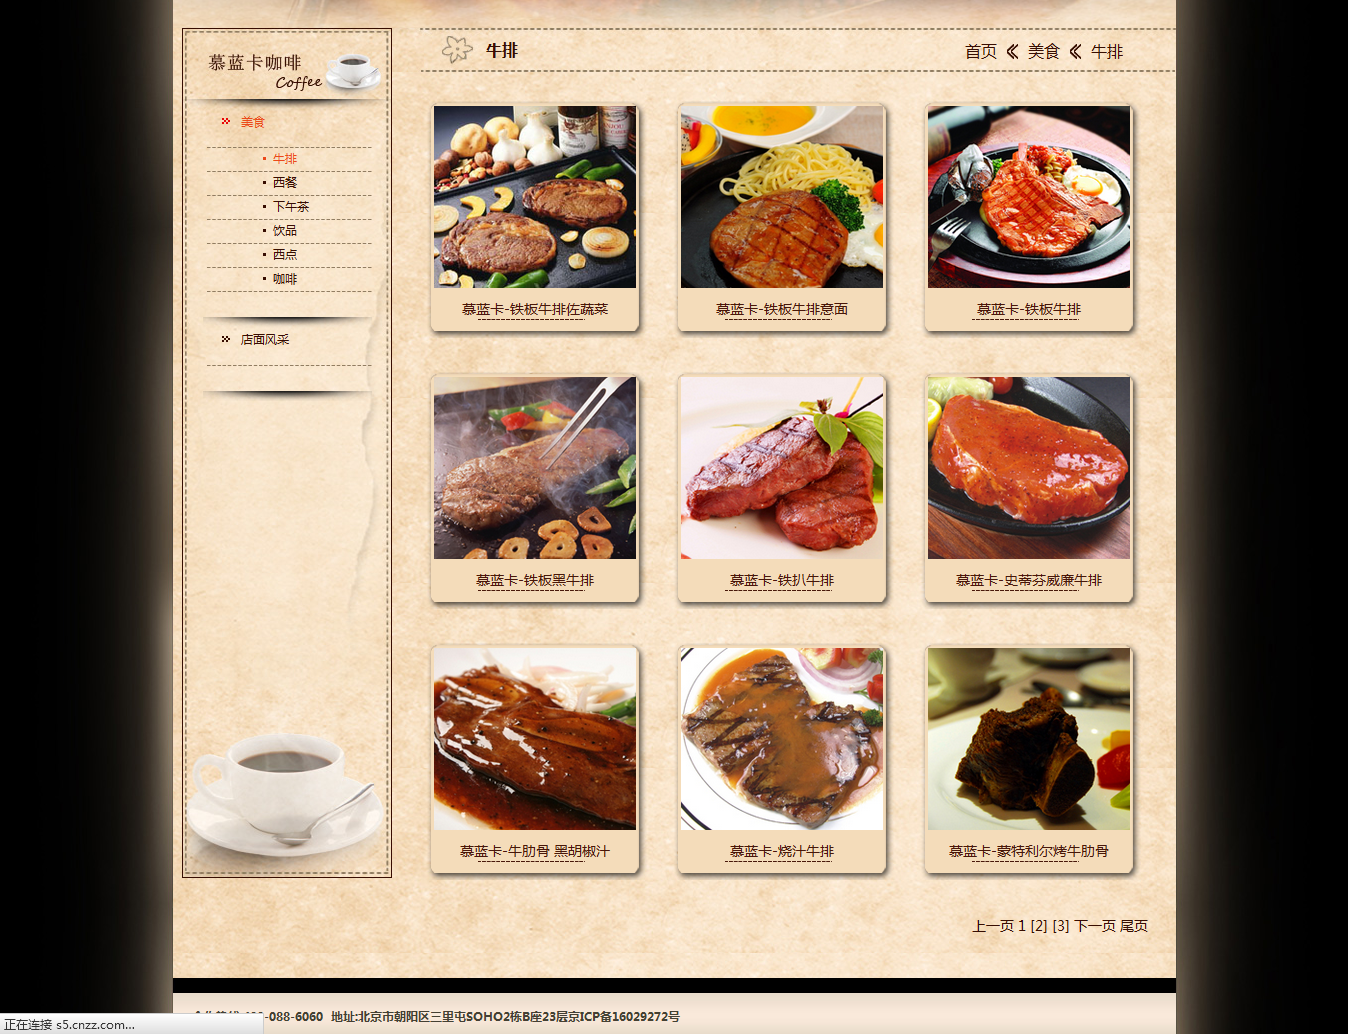 慕蓝卡咖啡
Coffee
美食
牛排
西餐
下午茶
饮品
西点
咖啡
店面风采
牛排
首页 美食 牛排
慕蓝卡-铁板牛排佐蔬菜
慕蓝卡-铁板牛排意面
慕蓝卡-铁板牛排
慕蓝卡-铁板黑牛排
慕蓝卡-铁扒牛排
慕蓝卡-史蒂芬威廉牛排
慕蓝卡-牛肋骨 黑胡椒汁
慕蓝卡-烧汁牛排
慕蓝卡-蒙特利尔烤牛肋骨
上一页 1 [2] [3] 下一页 尾页
-088-6060 地址:北京市朝阳区三里屯SOHO2栋B座23层京ICP备16029272号
正在连接 s5.cnzz.com...